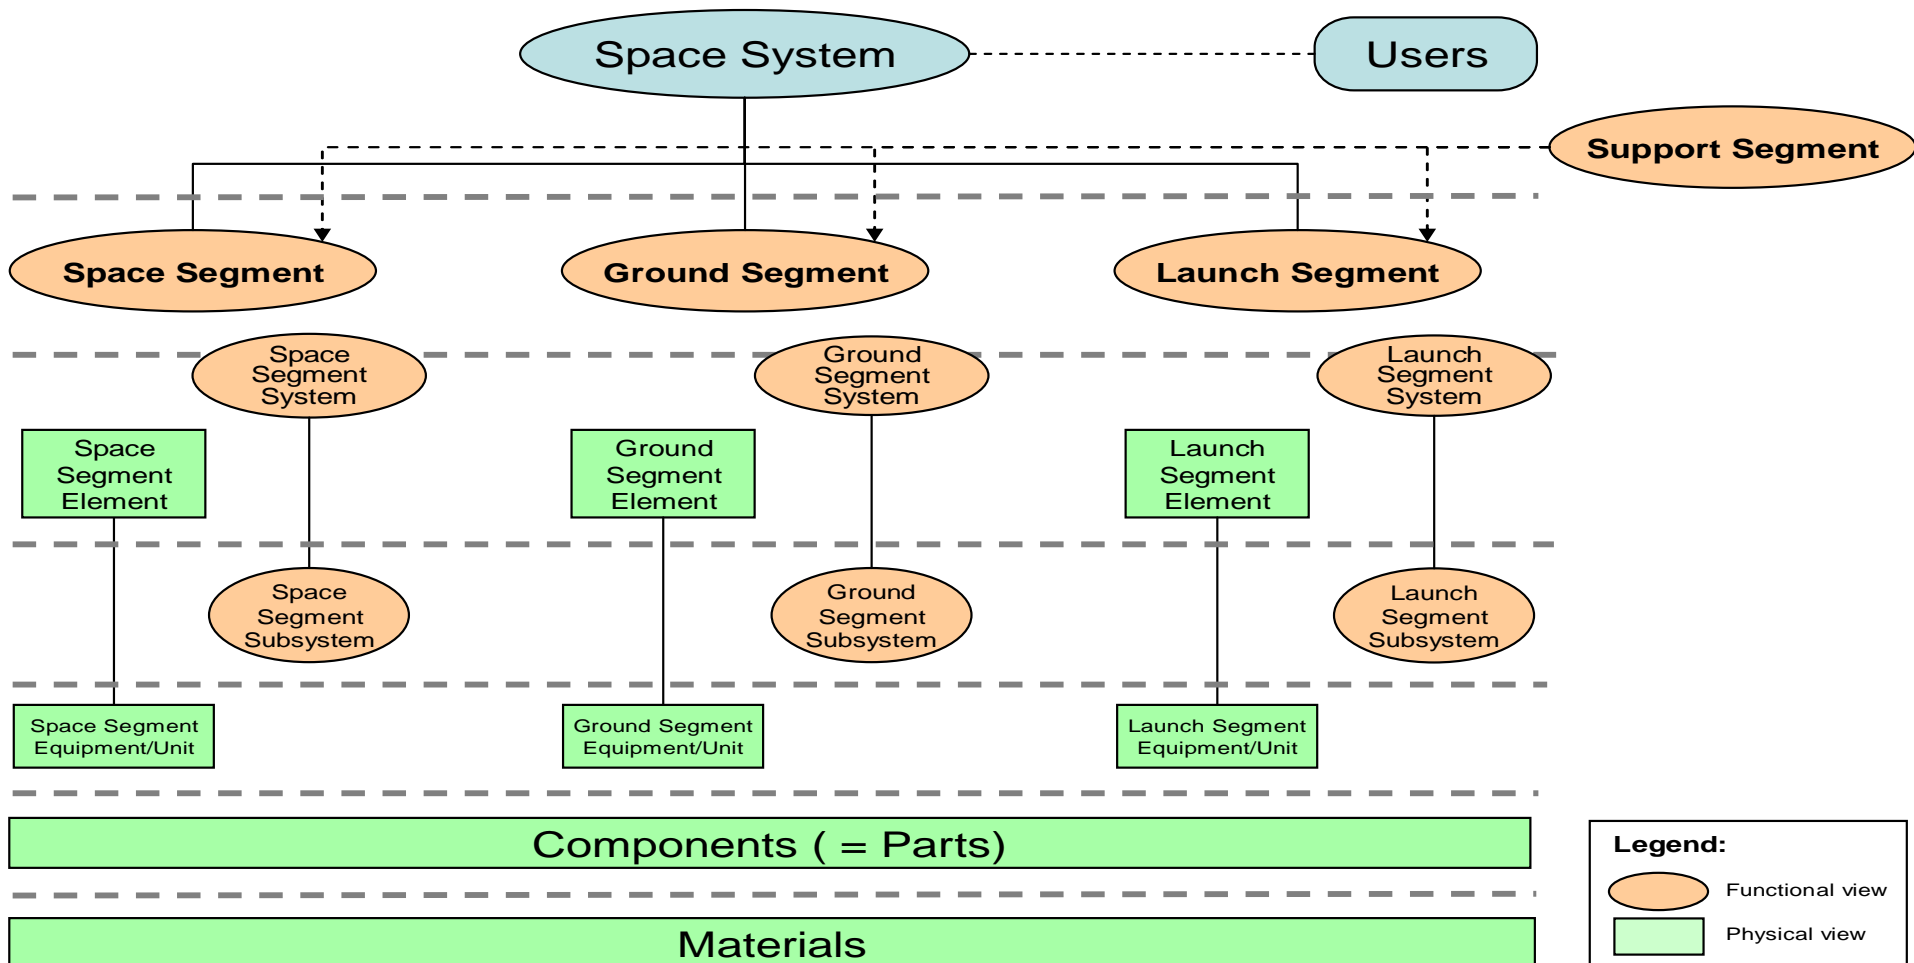 Space System
Users
Support Segment
Space Segment
Ground Segment
Launch Segment
Space
Segment
System
Ground
Segment
System
Launch
Segment
System
Space
Segment
Element
Ground
Segment
Element
Launch
Segment
Element
Space
Segment
Subsystem
Ground
Segment
Subsystem
Launch
Segment
Subsystem
Space Segment
Equipment/Unit
Ground Segment
Equipment/Unit
Launch Segment
Equipment/Unit
Components ( = Parts)
Materials
Legend:
Functional view
Physical view